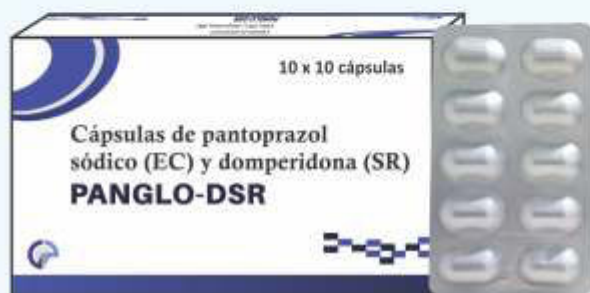 10 x 10 cápsulas
Cápsulas de pantoprazol
sódico (EC) y domperidona (SR)
PANGLO-DSR